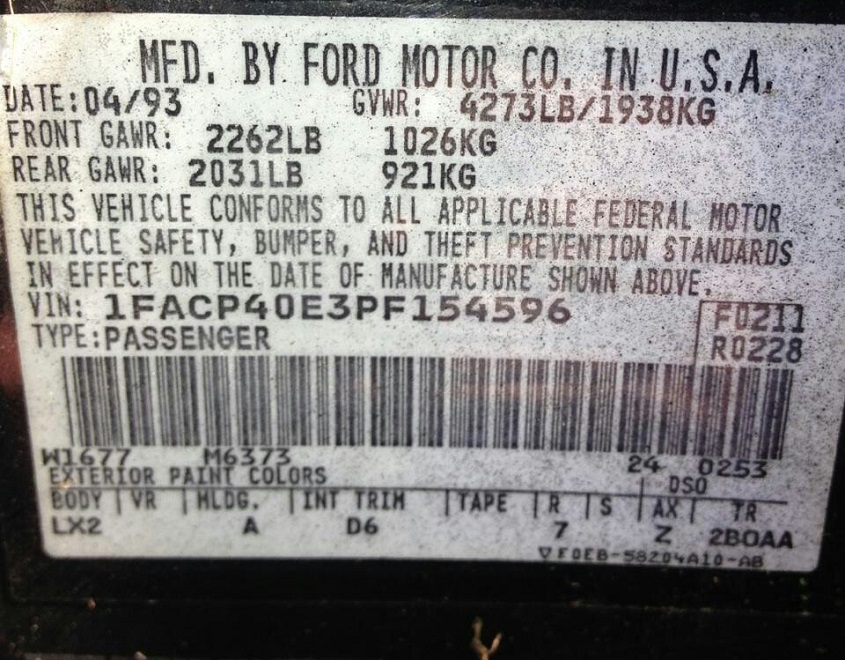 MFD. BY FORD MOTOR CO. IN U.S.A.
DATE: 04/93 GVWR: 4273LB/1938KG
FRONT GAWR: 2262LB 1026KG
REAR GAWR: 2031LB 921KG
THIS VEHICLE CONFORMS TO ALL APPLICABLE FEDERAL MOTOR
VEHICLE SAFETY, BUMPER, AND THEFT PREVENTION STANDARDS
IN EFFECT ON THE DATE OF MANUFACTURE SHOWN ABOVE.
VIN: 1FACP40E3PF154596 F0211
TYPE: PASSENGER R0228
W1677 M6373 24 0253
EXTERIOR PAINT COLORS DSO
BODY VR MLDG. INT TRIM TAPE R S AX TR
LX2 A D6 7 Z 2BOAA
▽F0EB-58204A10-AB